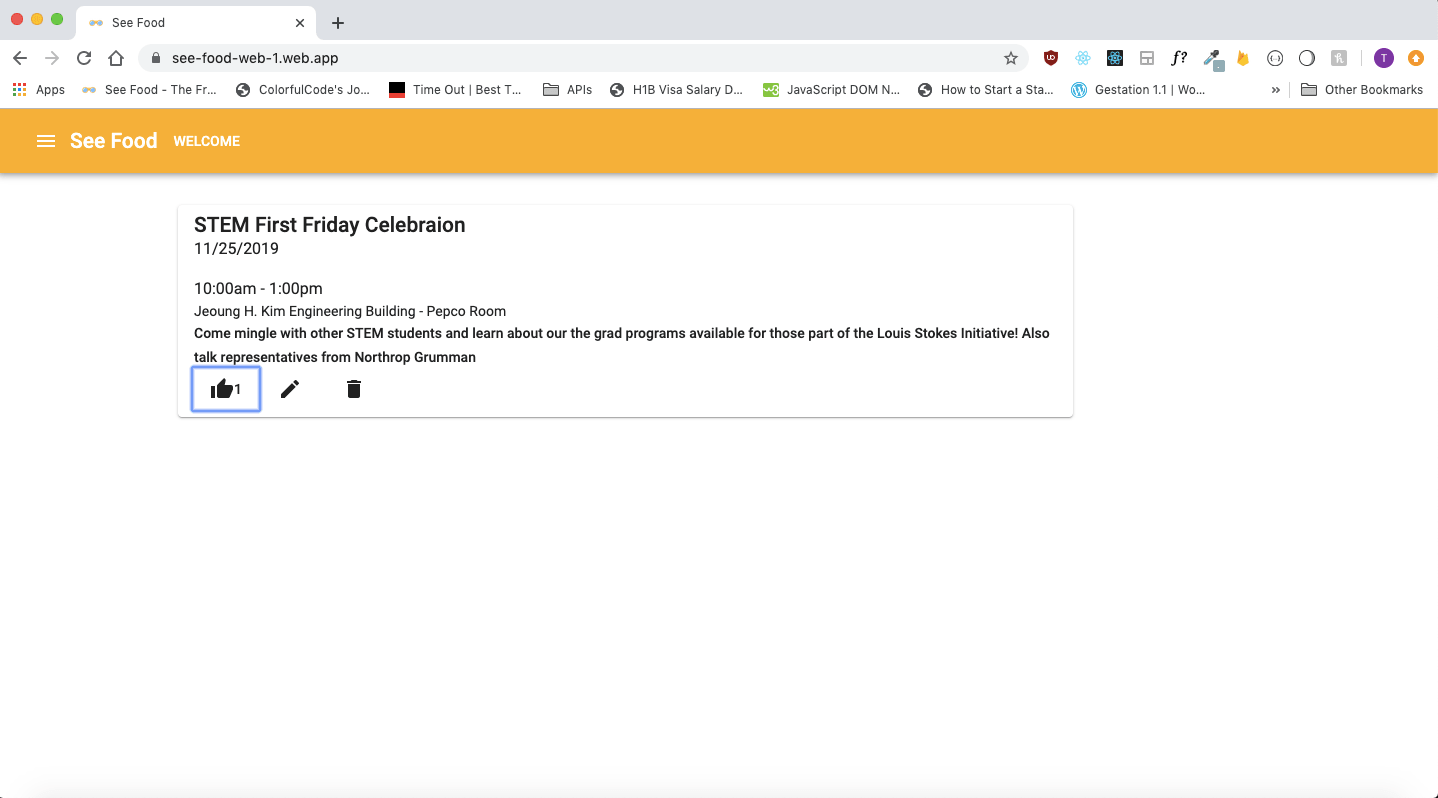 See Food
see-food-web-1.web.app
f?
T
Apps See Food - The Fr... ColorfulCode's Jo... Time Out | Best T... APIs H1B Visa Salary D... JavaScript DOM N... How to Start a Sta... Gestation 1.1 | Wo... » Other Bookmarks
See Food WELCOME
STEM First Friday Celebraion
11/25/2019
10:00am - 1:00pm
Jeoung H. Kim Engineering Building - Pepco Room
Come mingle with other STEM students and learn about our the grad programs available for those part of the Louis Stokes Initiative! Also
talk representatives from Northrop Grumman
1